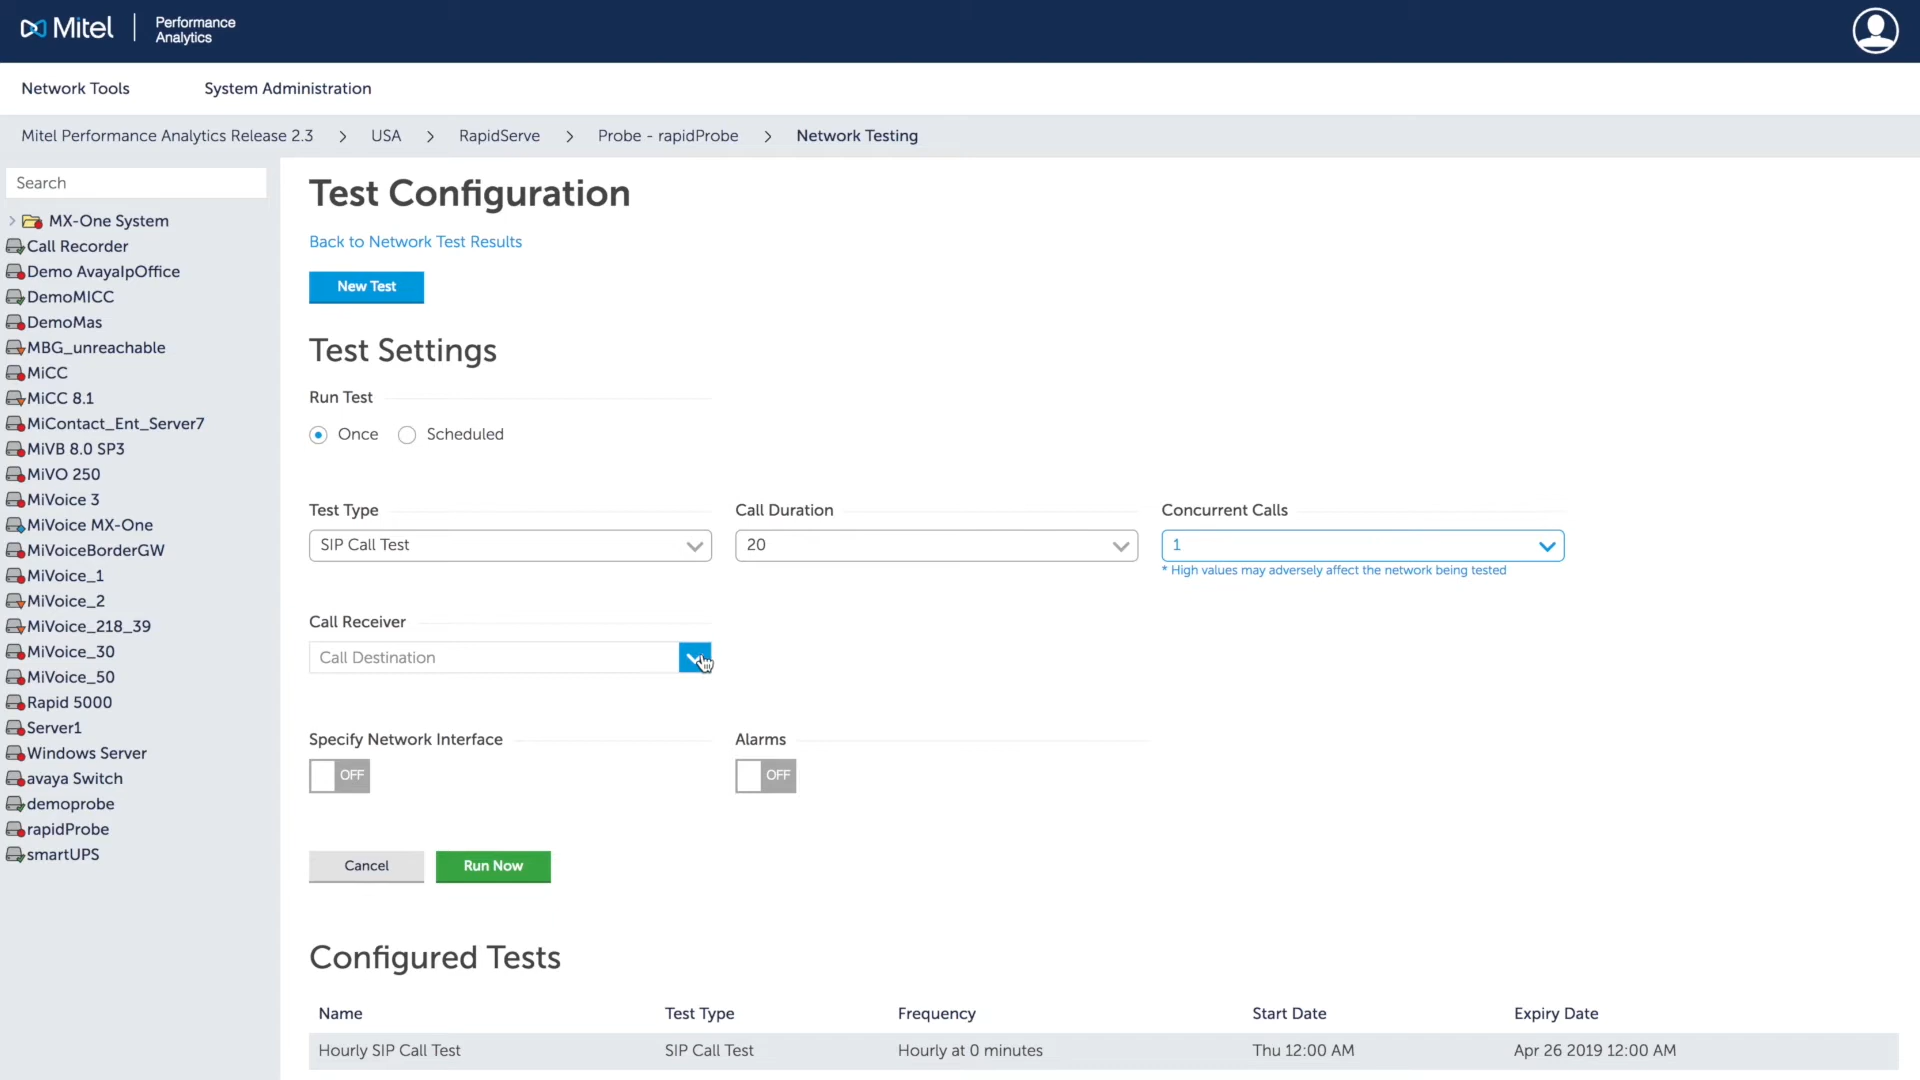 Mitel
Performance
Analytics
Network Tools
System Administration
Mitel Performance Analytics Release 2.3 > USA > RapidServe > Probe - rapidProbe > Network Testing
Search
MX-One System
Call Recorder
Demo AvayaIpOffice
DemoMICC
DemoMas
MBG_unreachable
MiCC
MiCC 8.1
MiContact_Ent_Server7
MiVB 8.0 SP3
MiVO 250
MiVoice 3
MiVoice MX-One
MiVoiceBorderGW
MiVoice_1
MiVoice_2
MiVoice_218_39
MiVoice_30
MiVoice_50
Rapid 5000
Server1
Windows Server
avaya Switch
demoprobe
rapidProbe
smartUPS
Test Configuration
Back to Network Test Results
New Test
Test Settings
Run Test
Once
Scheduled
Test Type
SIP Call Test
Call Duration
20
Concurrent Calls
1
* High values may adversely affect the network being tested
Call Receiver
Call Destination
Specify Network Interface
OFF
Alarms
OFF
Cancel
Run Now
Configured Tests
Name Test Type Frequency Start Date Expiry Date
Hourly SIP Call Test SIP Call Test Hourly at 0 minutes Thu 12:00 AM Apr 26 2019 12:00 AM